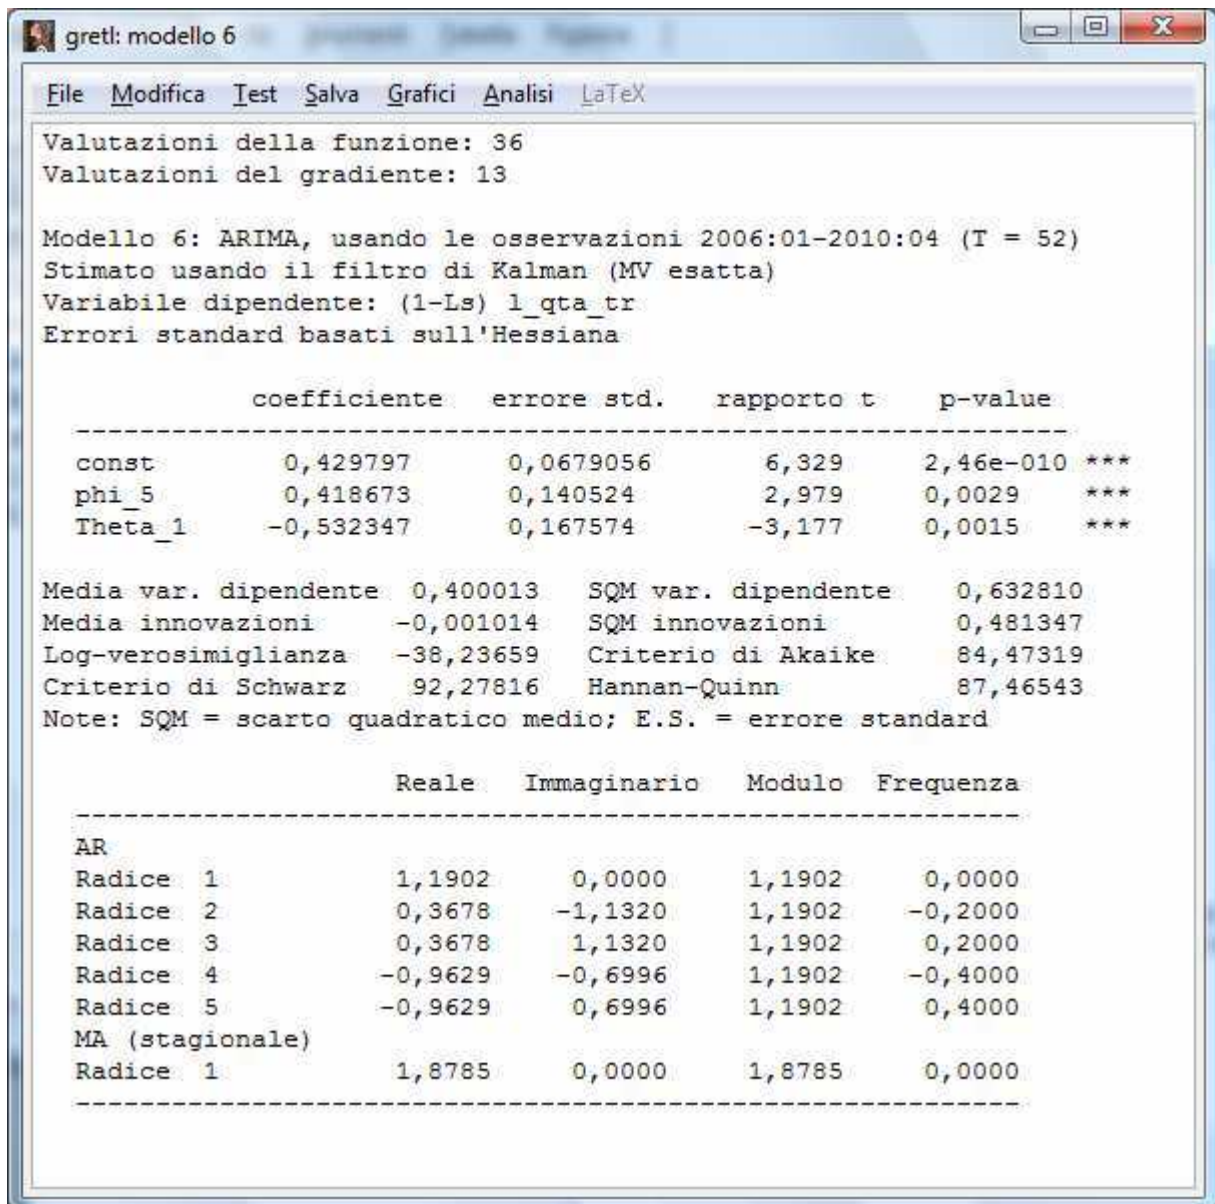 gretl: modello 6
File Modifica Test Salva Grafici Analisi LaTeX
Valutazioni della funzione: 36
Valutazioni del gradiente: 13
Modello 6: ARIMA, usando le osservazioni 2006:01-2010:04 (T = 52)
Stimato usando il filtro di Kalman (MV esatta)
Variabile dipendente: (1-Ls) l_qta_tr
Errori standard basati sull'Hessiana
coefficiente errore std. rapporto t p-value
const 0,429797 0,0679056 6,329 2,46e-010 ***
phi_5 0,418673 0,140524 2,979 0,0029 ***
Theta_1 -0,532347 0,167574 -3,177 0,0015 ***
Media var. dipendente 0,400013 SQM var. dipendente 0,632810
Media innovazioni -0,001014 SQM innovazioni 0,481347
Log-verosimiglianza -38,23659 Criterio di Akaike 84,47319
Criterio di Schwarz 92,27816 Hannan-Quinn 87,46543
Note: SQM = scarto quadratico medio; E.S. = errore standard
Reale Immaginario Modulo Frequenza
AR
Radice 1 1,1902 0,0000 1,1902 0,0000
Radice 2 0,3678 -1,1320 1,1902 -0,2000
Radice 3 0,3678 1,1320 1,1902 0,2000
Radice 4 -0,9629 -0,6996 1,1902 -0,4000
Radice 5 -0,9629 0,6996 1,1902 0,4000
MA (stagionale)
Radice 1 1,8785 0,0000 1,8785 0,0000